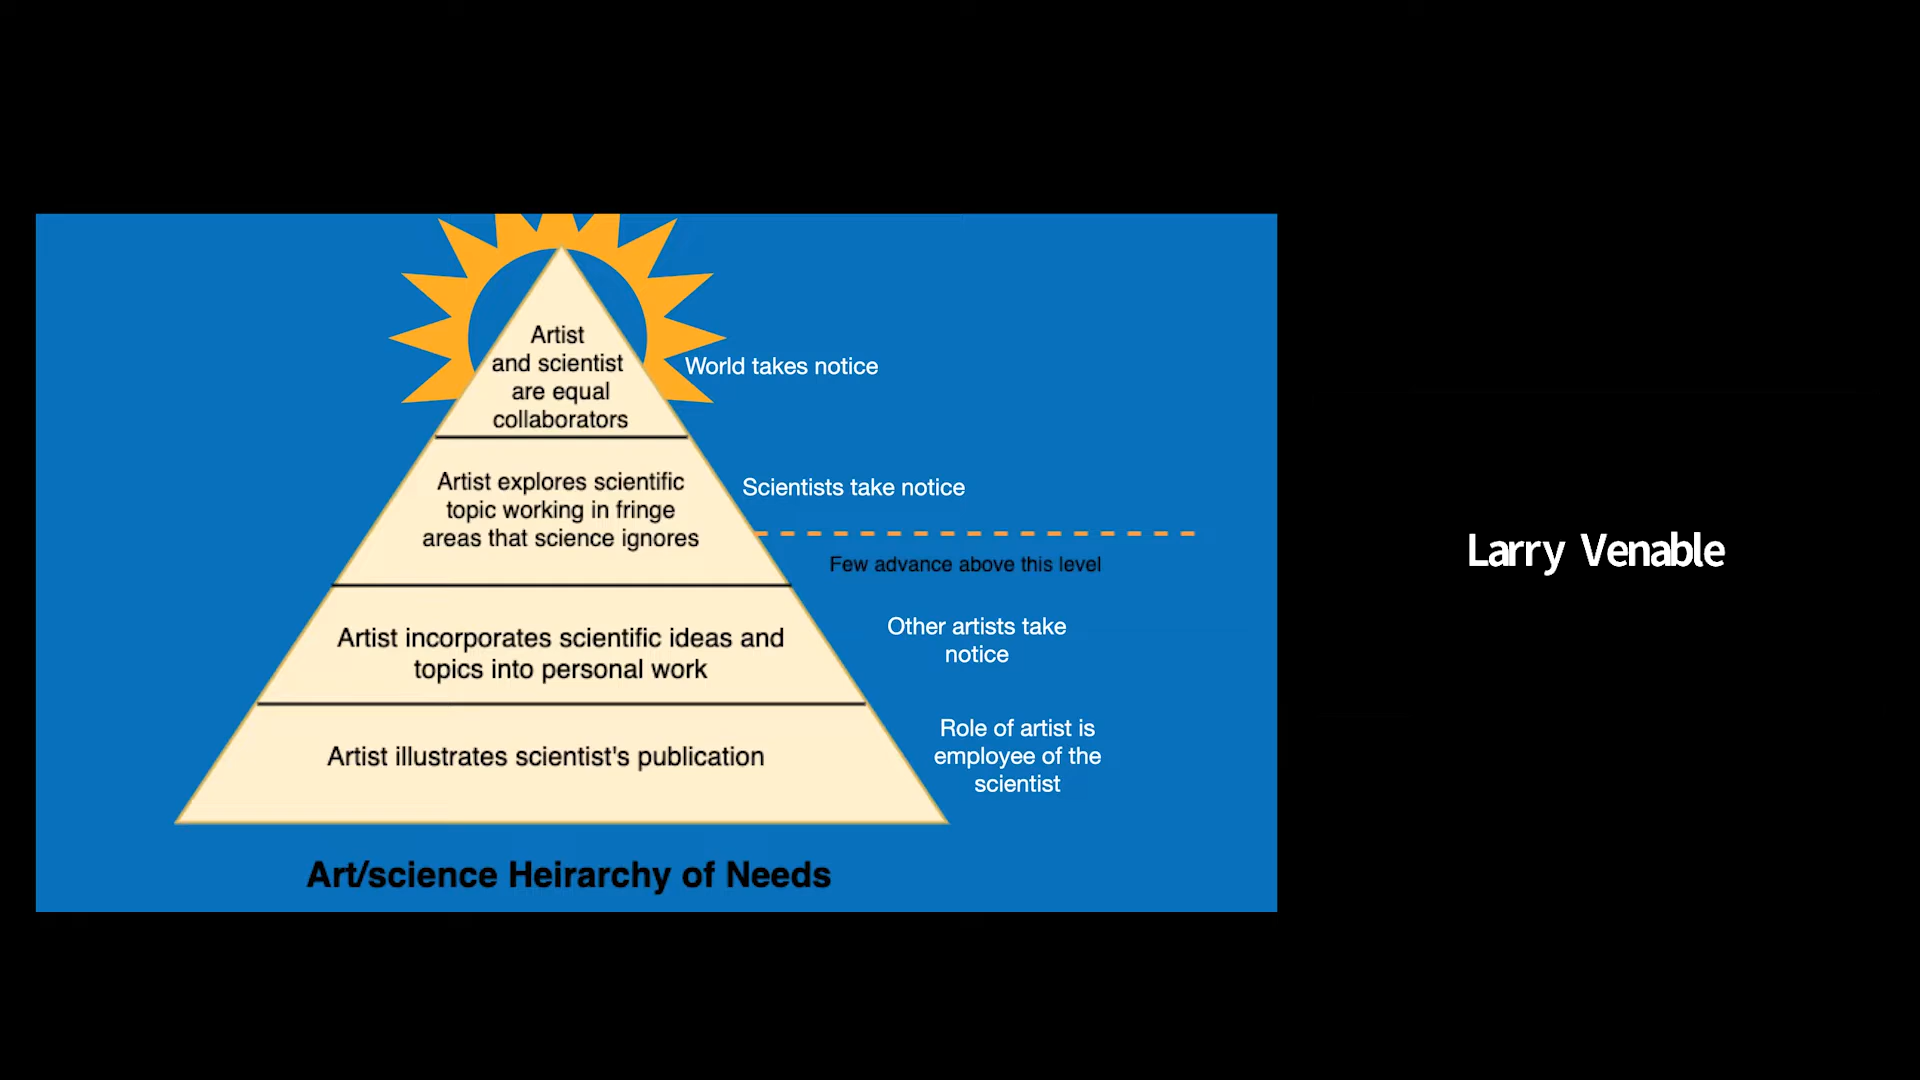 Artist
and scientist
are equal
collaborators
World takes notice
Artist explores scientific
topic working in fringe
areas that science ignores
Scientists take notice
Few advance above this level
Artist incorporates scientific ideas and
topics into personal work
Other artists take
notice
Artist illustrates scientist's publication
Role of artist is
employee of the
scientist
Art/science Heirarchy of Needs
Larry Venable